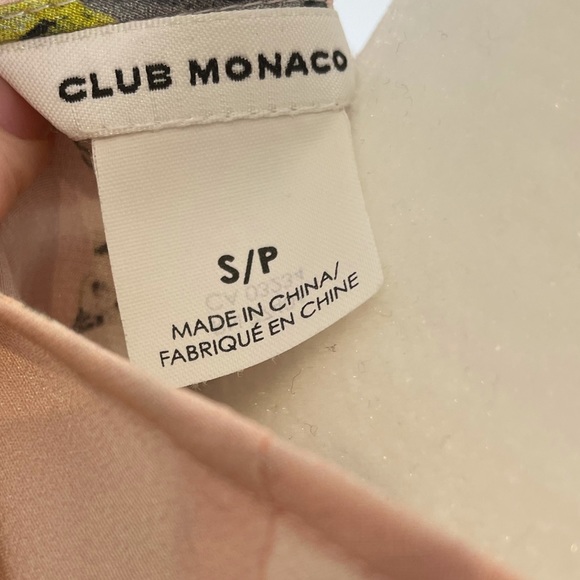 CLUB MONACO
S/P
MADE IN CHINA/
FABRIQUÉ EN CHINE